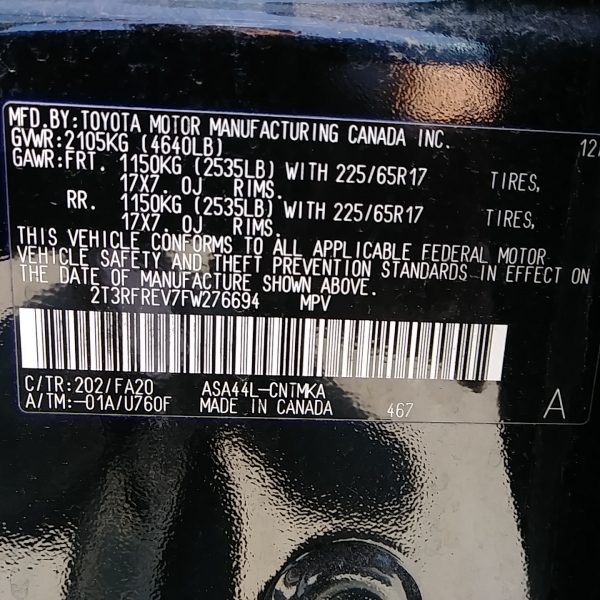 MFD.BY:TOYOTA MOTOR MANUFACTURING CANADA INC. 12/
GVWR:2105KG (4640LB)
GAWR:FRT. 1150KG (2535LB) WITH 225/65R17 TIRES,
17X7. OJ RIMS.
RR. 1150KG (2535LB) WITH 225/65R17 TIRES,
17X7. OJ RIMS.
THIS VEHICLE CONFORMS TO ALL APPLICABLE FEDERAL MOTOR
VEHICLE SAFETY AND THEFT PREVENTION STANDARDS IN EFFECT ON
THE DATE OF MANUFACTURE SHOWN ABOVE.
2T3RFREV7FW276694 MPV
C/TR:202/FA20 ASA44L-CNTMKA
A/TM:-01A/U760F MADE IN CANADA 467 A